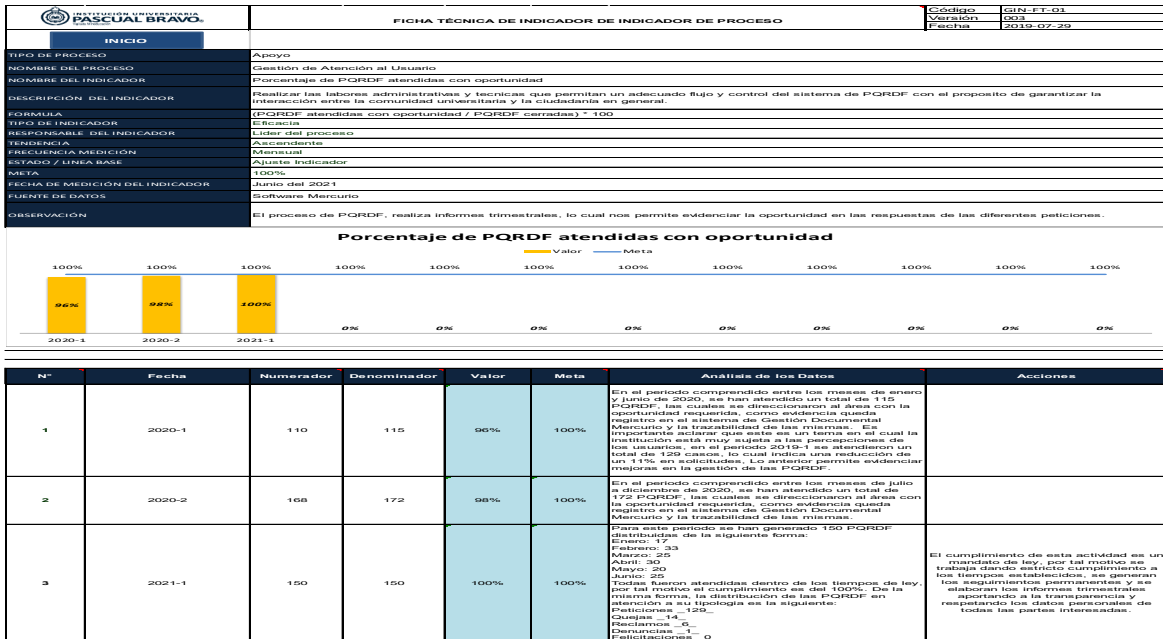 INSTITUCIÓN UNIVERSITARIA
PASCUAL BRAVO
FICHA TÉCNICA DE INDICADOR DE INDICADOR DE PROCESO
Código GIN-FT-01
Versión 003
Fecha 2019-07-29
INICIO
TIPO DE PROCESO Apoyo
NOMBRE DEL PROCESO Gestión de Atención al Usuario
NOMBRE DEL INDICADOR Porcentaje de PQRDF atendidas con oportunidad
DESCRIPCIÓN DEL INDICADOR Realizar las labores administrativas y tecnicas que permitan un adecuado flujo y control del sistema de PQRDF con el proposito de garantizar la
interacción entre la comunidad universitaria y la ciudadanía en general.
FORMULA (PQRDF atendidas con oportunidad / PQRDF cerradas) * 100
TIPO DE INDICADOR Eficacia
RESPONSABLE DEL INDICADOR Lider del proceso
TENDENCIA Ascendente
FRECUENCIA MEDICIÓN Mensual
ESTADO / LINEA BASE Ajuste Indicador
META 100%
FECHA DE MEDICIÓN DEL INDICADOR Junio del 2021
FUENTE DE DATOS Software Mercurio
OBSERVACIÓN El proceso de PQRDF, realiza informes trimestrales, lo cual nos permite evidenciar la oportunidad en las respuestas de las diferentes peticiones.
Porcentaje de PQRDF atendidas con oportunidad
Valor Meta
100% 100% 100% 100% 100% 100% 100% 100% 100% 100% 100% 100%
96% 98% 100% 0% 0% 0% 0% 0% 0% 0% 0% 0%
2020-1 2020-2 2021-1
N° Fecha Numerador Denominador Valor Meta Análisis de los Datos Acciones
1 2020-1 110 115 96% 100%
En el periodo comprendido entre los meses de enero
y junio de 2020, se han atendido un total de 115
PQRDF, las cuales se direccionaron al área con la
oportunidad requerida, como evidencia queda
registro en el sistema de Gestión Documental
Mercurio y la trazabilidad de las mismas. Es
importante aclarar que este es un tema en el cual la
institución está muy sujeta a las percepciones de
los usuarios, en el periodo 2019-1 se atendieron un
total de 129 casos, lo cual indica una reducción de
un 11% en solicitudes, Lo anterior permite evidenciar
mejoras en la gestión de las PQRDF.
2 2020-2 168 172 98% 100%
En el periodo comprendido entre los meses de julio
a diciembre de 2020, se han atendido un total de
172 PQRDF, las cuales se direccionaron al área con
la oportunidad requerida, como evidencia queda
registro en el sistema de Gestión Documental
Mercurio y la trazabilidad de las mismas.
3 2021-1 150 150 100% 100%
Para este periodo se han generado 150 PQRDF
distribuidas de la siguiente forma:
Enero: 17
Febrero: 33
Marzo: 25
Abril: 30
Mayo: 20
Junio: 25
Todas fueron atendidas dentro de los tiempos de ley,
por tal motivo el cumplimiento es del 100%. De la
misma forma, la distribución de las PQRDF en
atención a su tipología es la siguiente:
Peticiones _129_
Quejas _14_
Reclamos _6_
Denuncias _1_
Felicitaciones _0
El cumplimiento de esta actividad es un
mandato de ley, por tal motivo se
trabaja dando estricto cumplimiento a
los tiempos establecidos, se generan
los seguimientos permanentes y se
elaboran los informes trimestrales
aportando a la transparencia y
respetando los datos personales de
todas las partes interesadas.